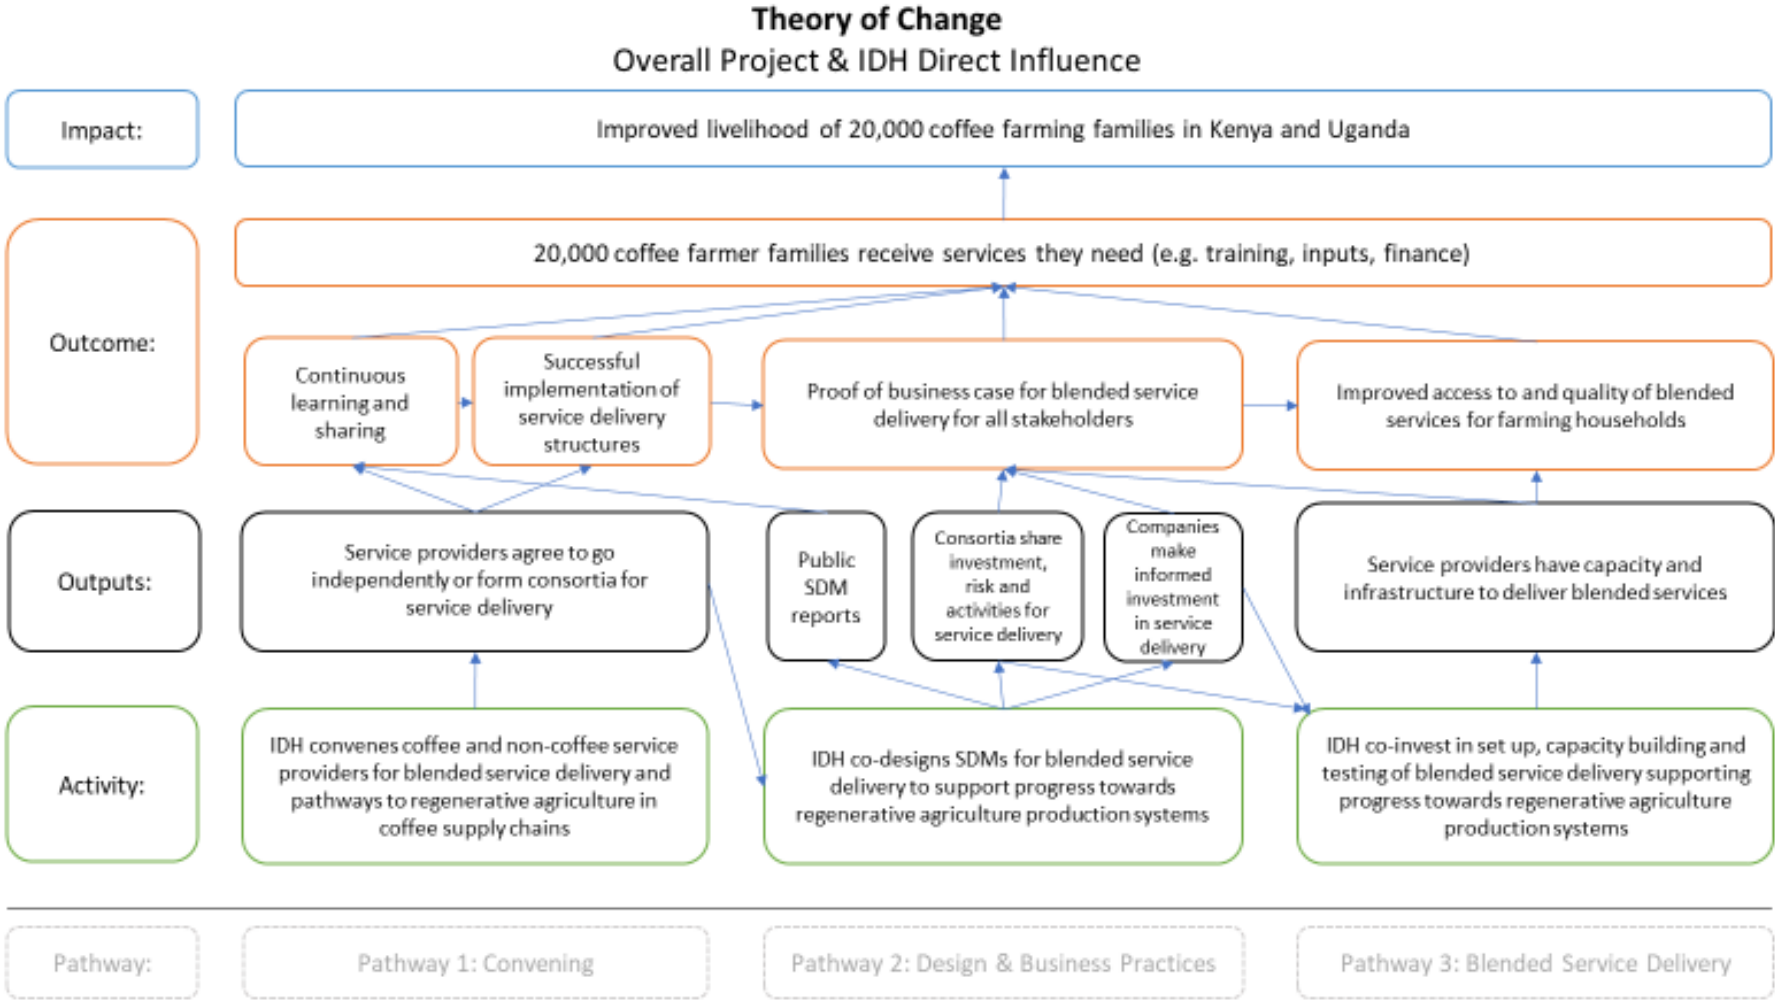 Theory of Change
Overall Project & IDH Direct Influence
Impact:
Improved livelihood of 20,000 coffee farming families in Kenya and Uganda
Outcome:
20,000 coffee farmer families receive services they need (e.g. training, inputs, finance)
Continuous
learning and
sharing
Successful
implementation of
service delivery
structures
Proof of business case for blended service
delivery for all stakeholders
Improved access to and quality of blended
services for farming households
Outputs:
Service providers agree to go
independently or form consortia for
service delivery
Public
SDM
reports
Consortia share
investment,
risk and
activities for
service delivery
Companies
make
informed
investment
in service
delivery
Service providers have capacity and
infrastructure to deliver blended services
Activity:
IDH convenes coffee and non-coffee service
providers for blended service delivery and
pathways to regenerative agriculture in
coffee supply chains
IDH co-designs SDMs for blended service
delivery to support progress towards
regenerative agriculture production systems
IDH co-invest in set up, capacity building and
testing of blended service delivery supporting
progress towards regenerative agriculture
production systems
Pathway:
Pathway 1: Convening
Pathway 2: Design & Business Practices
Pathway 3: Blended Service Delivery